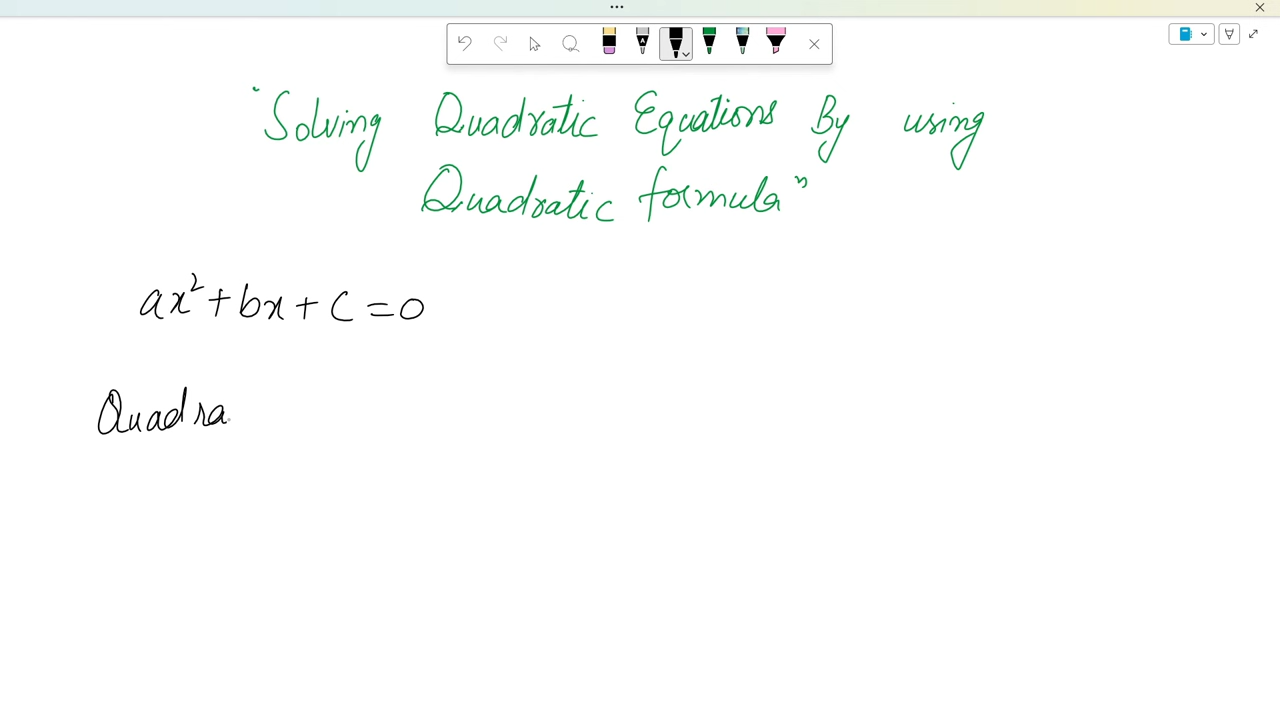 "Solving Quadratic Equations By using
Quadratic formula"
ax²+bx+c=0
Quadra